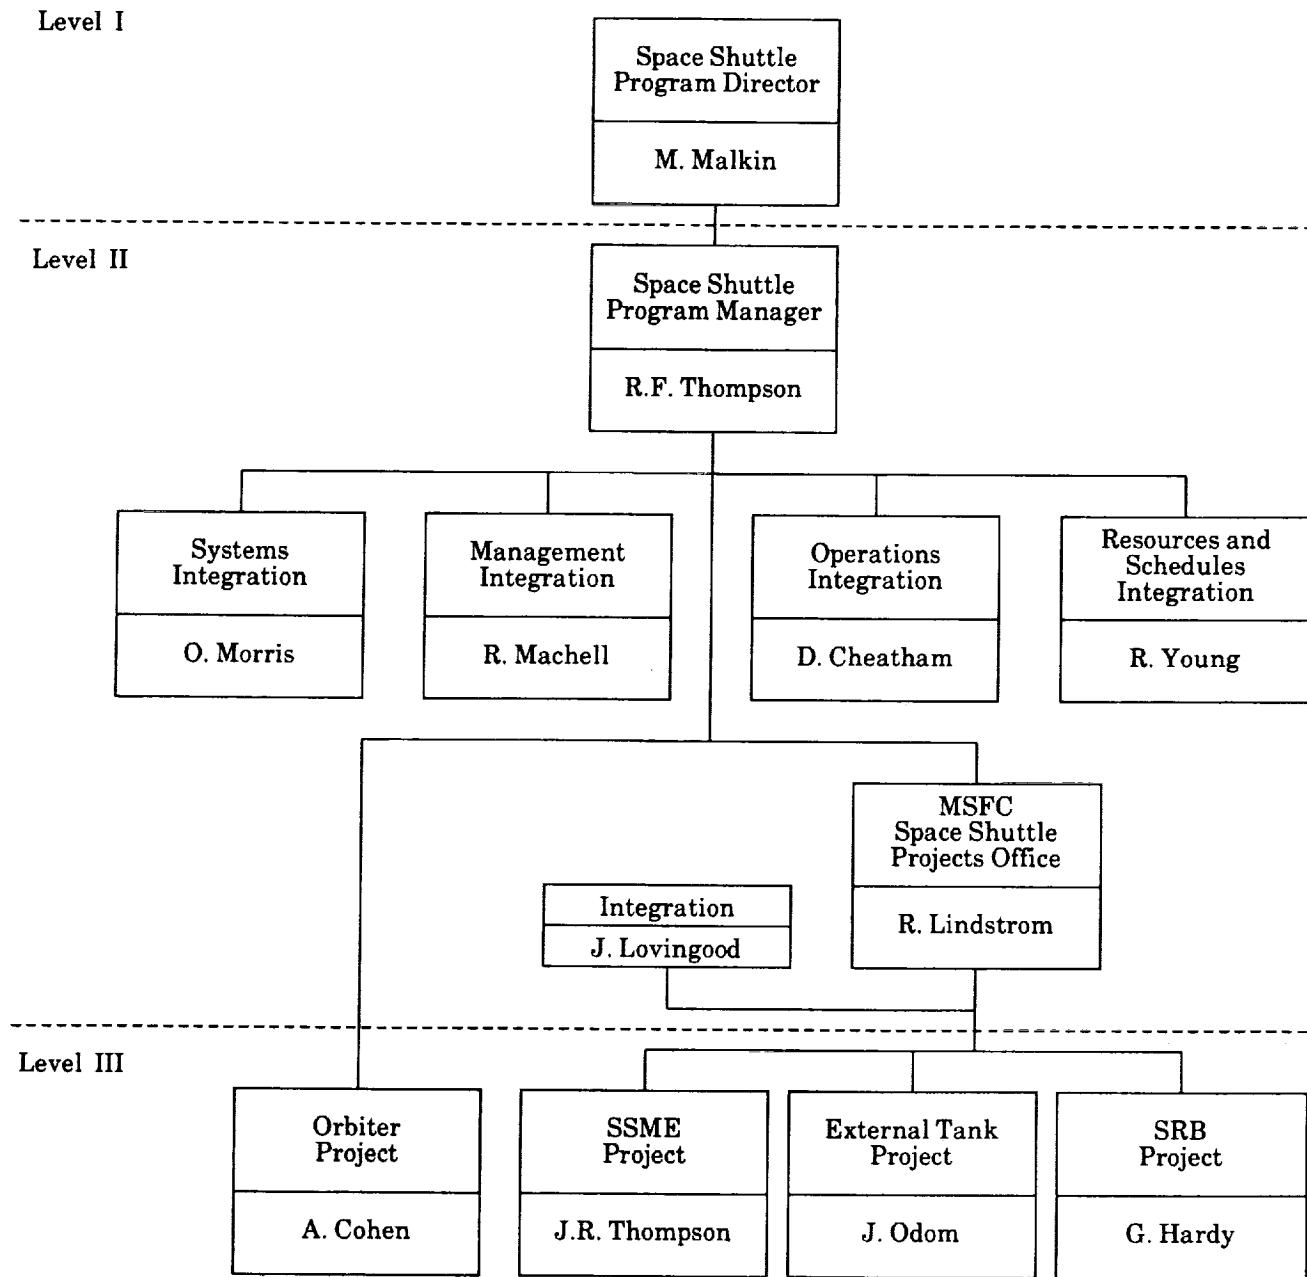 Level I
Space Shuttle
Program Director
M. Malkin
Level II
Space Shuttle
Program Manager
R.F. Thompson
Systems
Integration
O. Morris
Management
Integration
R. Machell
Operations
Integration
D. Cheatham
Resources and
Schedules
Integration
R. Young
MSFC
Space Shuttle
Projects Office
R. Lindstrom
Integration
J. Lovingood
Level III
Orbiter
Project
A. Cohen
SSME
Project
J.R. Thompson
External Tank
Project
J. Odom
SRB
Project
G. Hardy